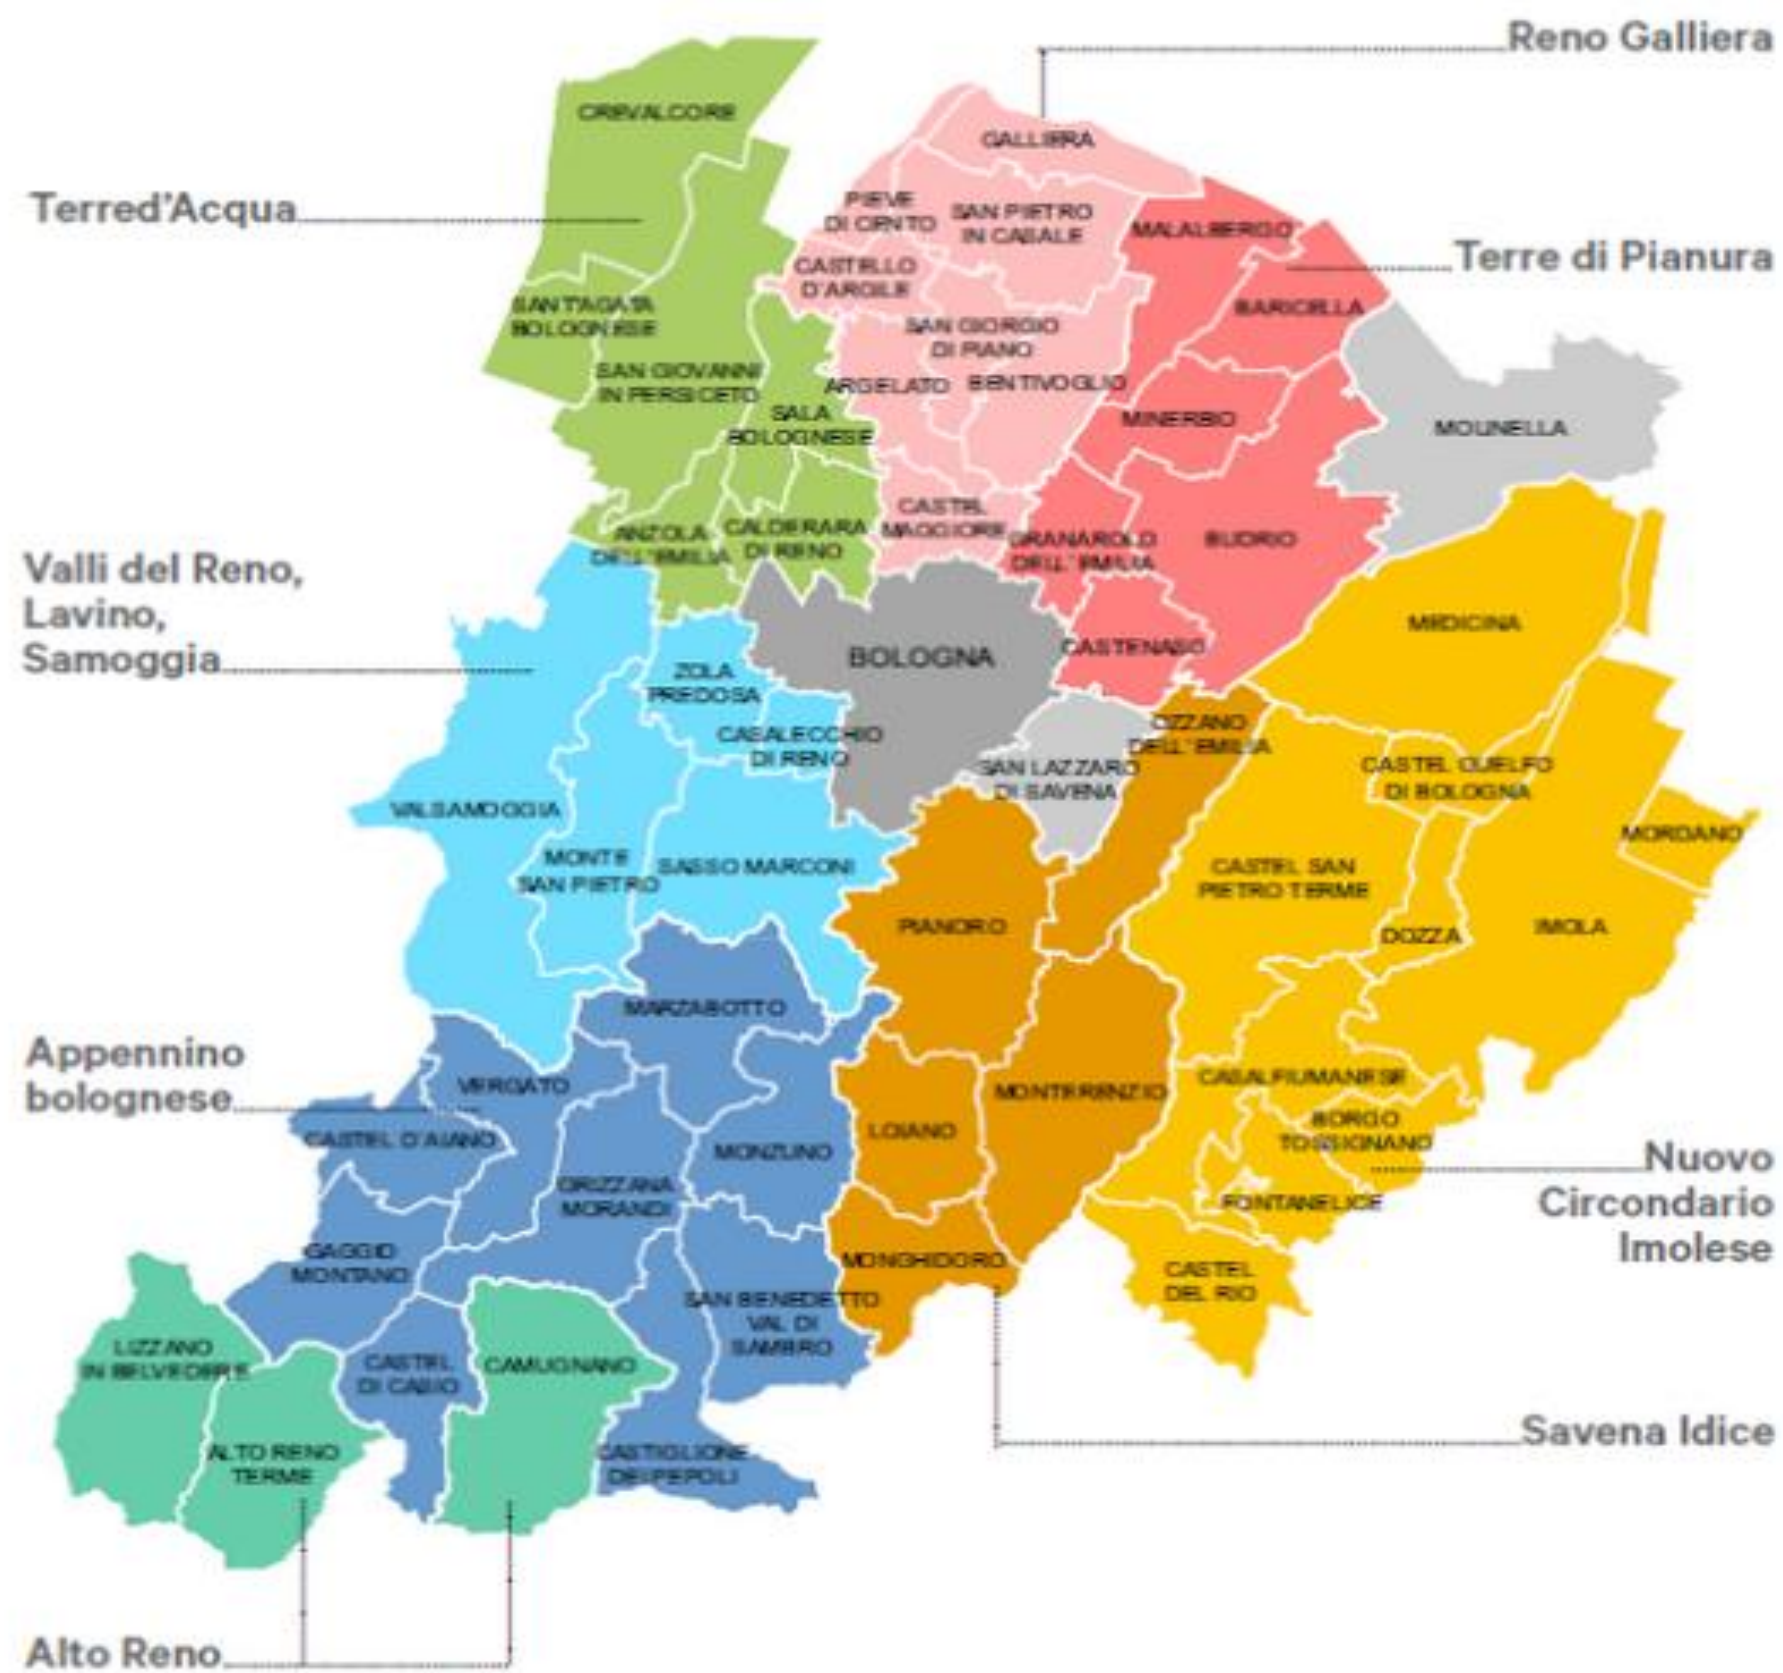 Reno Galliera
CREVALCORE
GALLIERA
Terred'Acqua
PIEVE
DI CENTO
SAN PIETRO
IN CASALE
MALALBERGO
Terre di Pianura
CASTELLO
D'ARGILE
SANT'AGATA
BOLOGNESE
BARICELLA
SAN GIORGIO
DI PIANO
SAN GIOVANNI
IN PERSICETO
ARGELATO
BENTIVOGLIO
SALA
BOLOGNESE
MINERBIO
MOLINELLA
CASTEL
MAGGIORE
ANZOLA
DELL'EMILIA
CALDERARA
DI RENO
GRANAROLO
DELL'EMILIA
BUDRIO
Valli del Reno,
Lavino,
Samoggia
MEDICINA
BOLOGNA
CASTENASO
ZOLA
PREDOSA
CASALECCHIO
DI RENO
OZZANO
DELL'EMILIA
SAN LAZZARO
DI SAVENA
CASTEL GUELFO
DI BOLOGNA
VALSAMOGGIA
MORDANO
MONTE
SAN PIETRO
SASSO MARCONI
CASTEL SAN
PIETRO TERME
PIANORO
DOZZA
IMOLA
MARZABOTTO
Appennino
bolognese
VERGATO
MONTERENZIO
CASALFIUMANESE
CASTEL D'AIANO
MONZUNO
LOIANO
BORGO
TOSSIGNANO
Nuovo
Circondario
Imolese
GRIZZANA
MORANDI
FONTANELICE
GAGGIO
MONTANO
MONGHIDORO
CASTEL
DEL RIO
SAN BENEDETTO
VAL DI
SAMBRO
LIZZANO
IN BELVEDERE
CASTEL
DI CASIO
CAMUGNANO
Savena Idice
ALTO RENO
TERME
CASTIGLIONE
DEI PEPOLI
Alto Reno